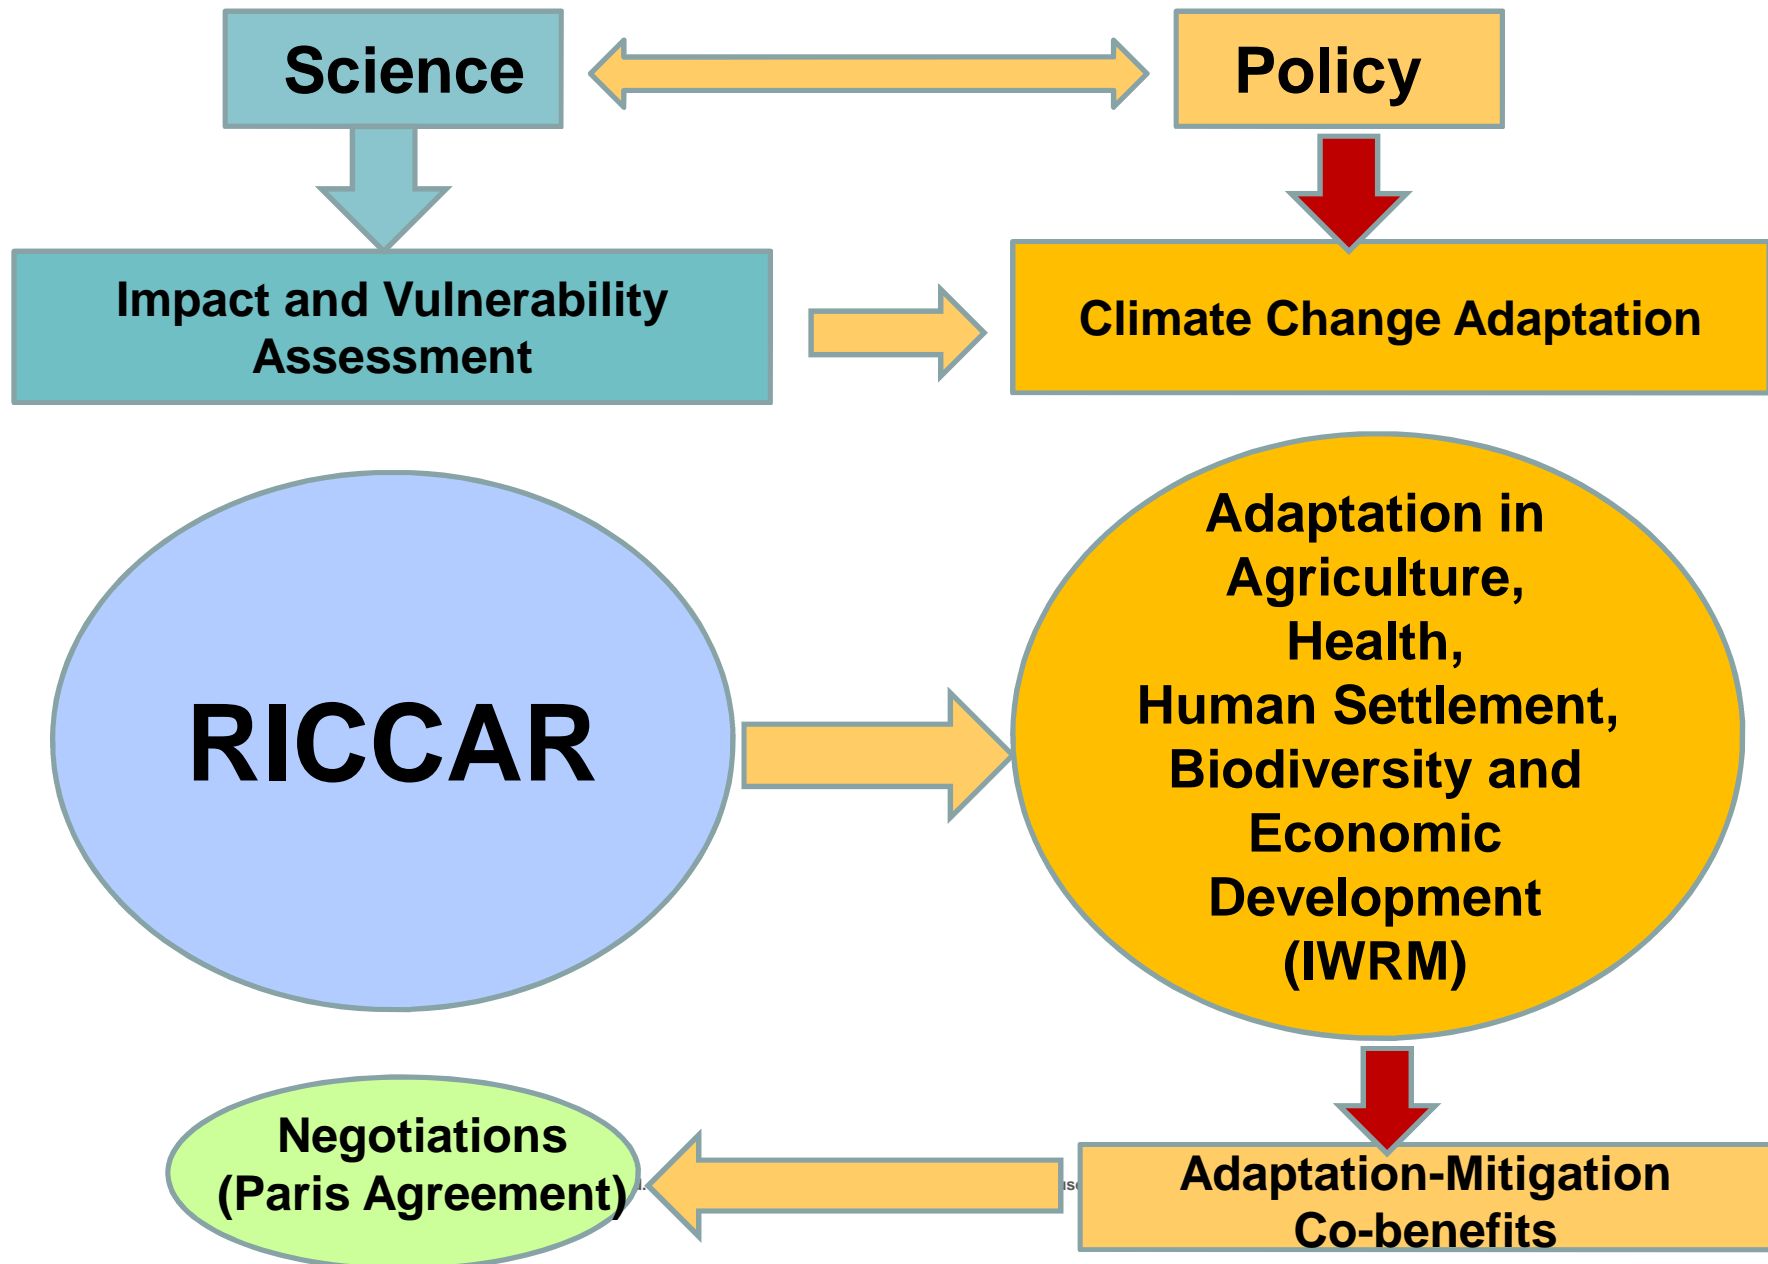 Science
Policy
Impact and Vulnerability
Assessment
Climate Change Adaptation
RICCAR
Adaptation in
Agriculture,
Health,
Human Settlement,
Biodiversity and
Economic
Development
(IWRM)
Negotiations
(Paris Agreement)
Adaptation-Mitigation
Co-benefits